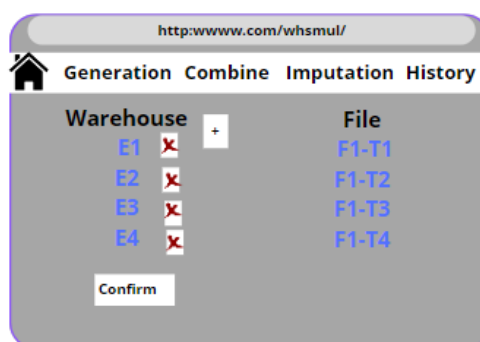 http:wwww.com/whsmul/
Generation Combine Imputation History
Warehouse + File
E1 x F1-T1
E2 x F1-T2
E3 x F1-T3
E4 x F1-T4
Confirm